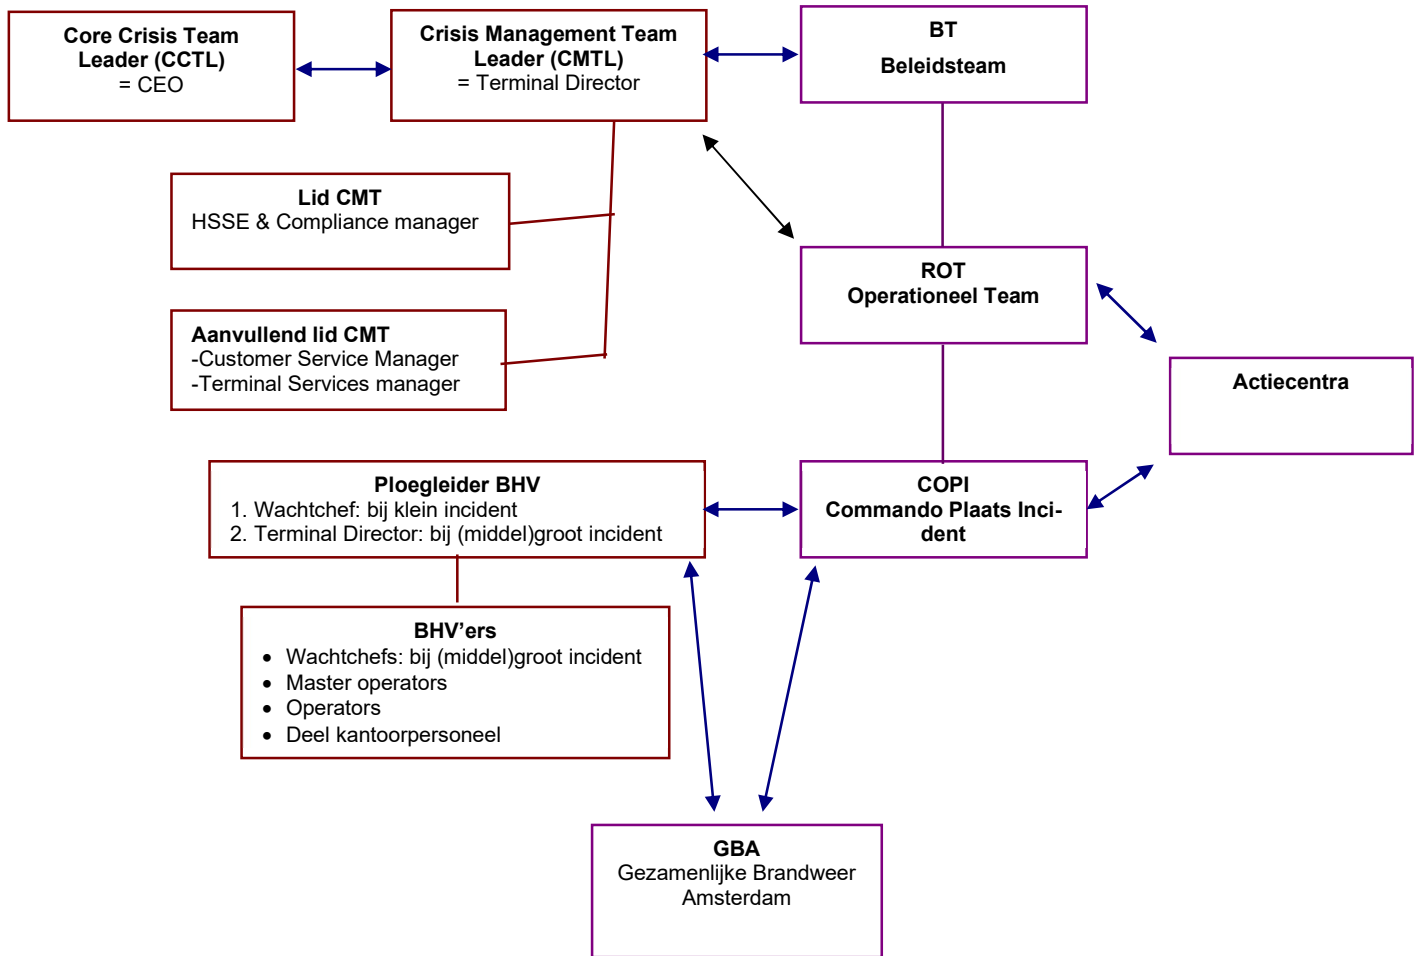 Core Crisis Team
Leader (CCTL)
= CEO
Crisis Management Team
Leader (CMTL)
= Terminal Director
BT
Beleidsteam
Lid CMT
HSSE & Compliance manager
ROT
Operationeel Team
Aanvullend lid CMT
-Customer Service Manager
-Terminal Services manager
Actiecentra
Ploegleider BHV
1. Wachtchef: bij klein incident
2. Terminal Director: bij (middel)groot incident
COPI
Commando Plaats Inci-
dent
BHV’ers
• Wachtchefs: bij (middel)groot incident
• Master operators
• Operators
• Deel kantoorpersoneel
GBA
Gezamenlijke Brandweer
Amsterdam